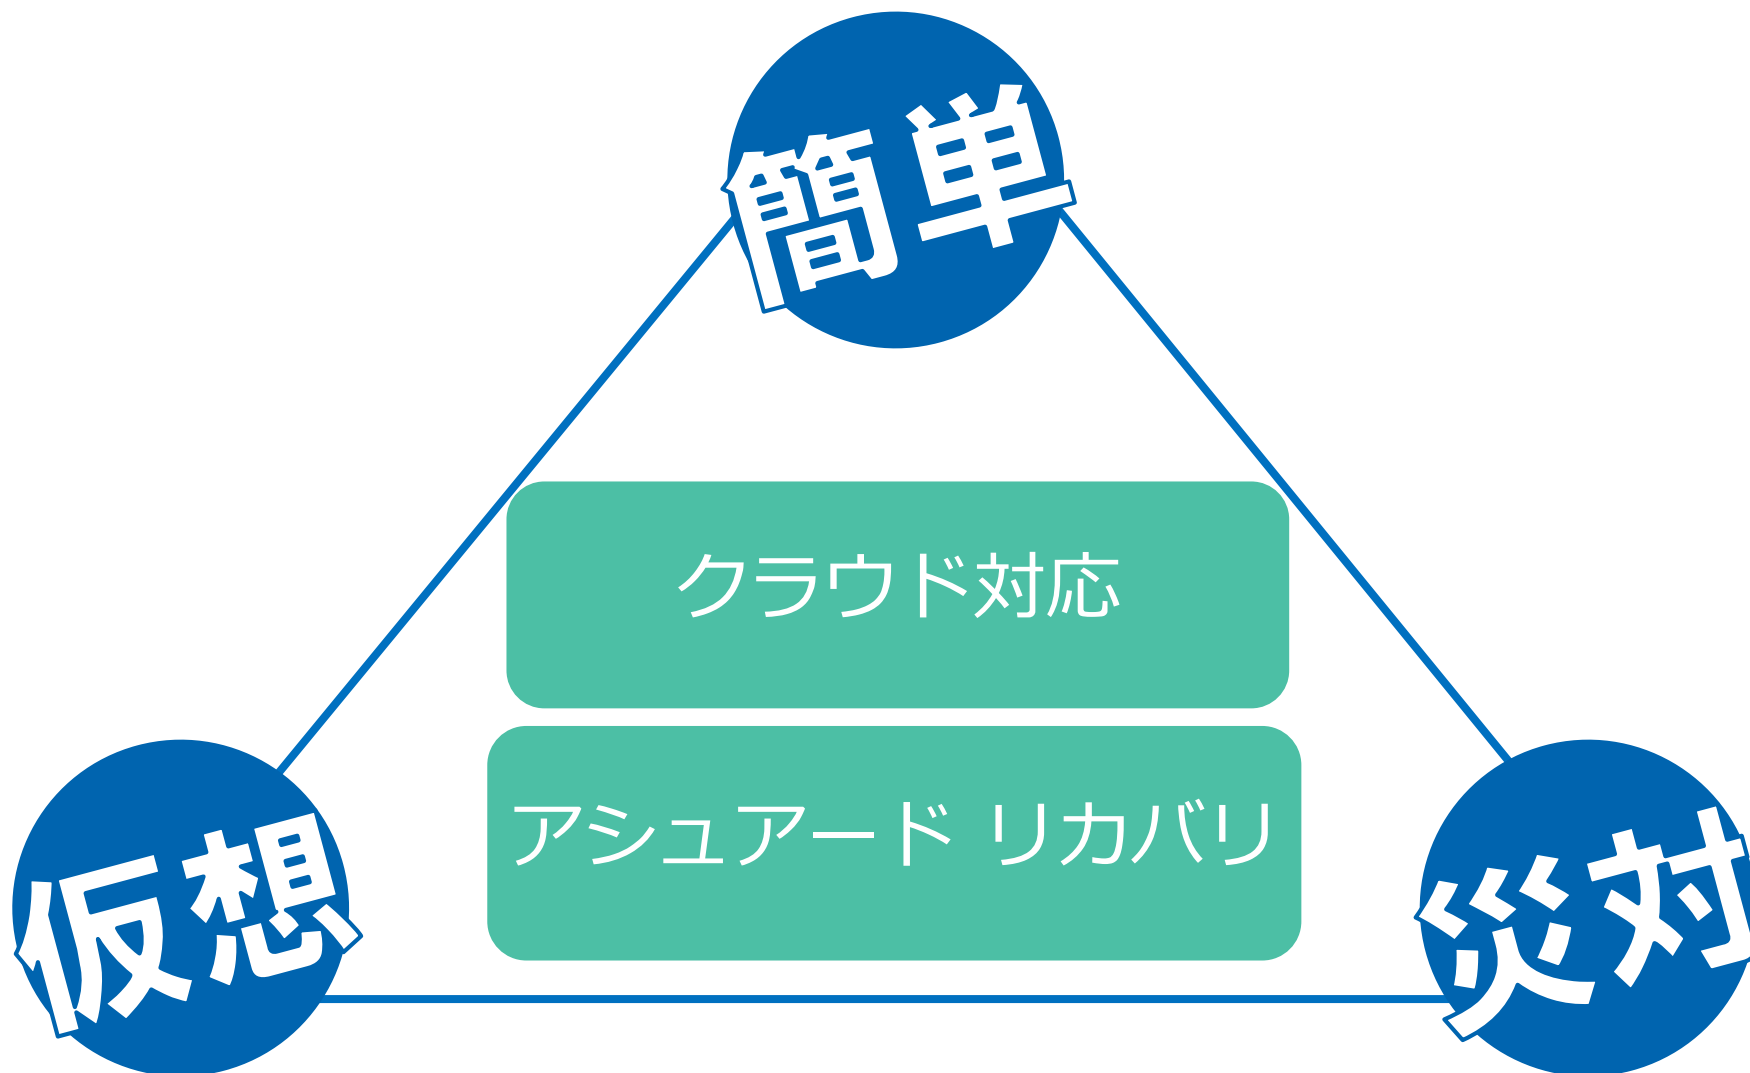 簡単
クラウド対応
アシュアード リカバリ
仮想
災対